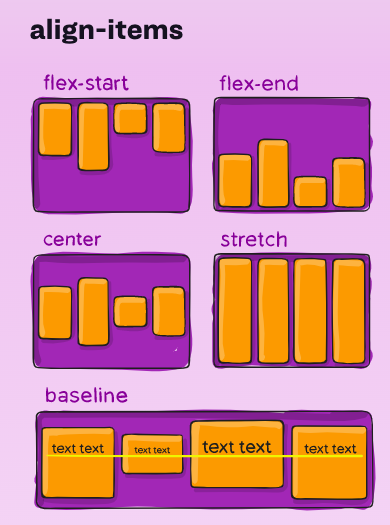 align-items
flex-start
flex-end
center
stretch
baseline
text text
text text
text text
text text